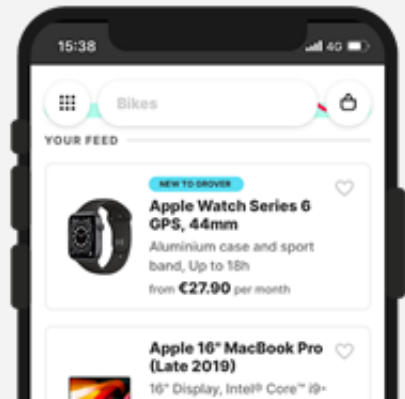 15:38
4G
Bikes
YOUR FEED
NEW TO GROVER
Apple Watch Series 6
GPS, 44mm
Aluminium case and sport
band, Up to 18h
from €27.90 per month
Apple 16" MacBook Pro
(Late 2019)
16" Display, Intel® Core™ i9-